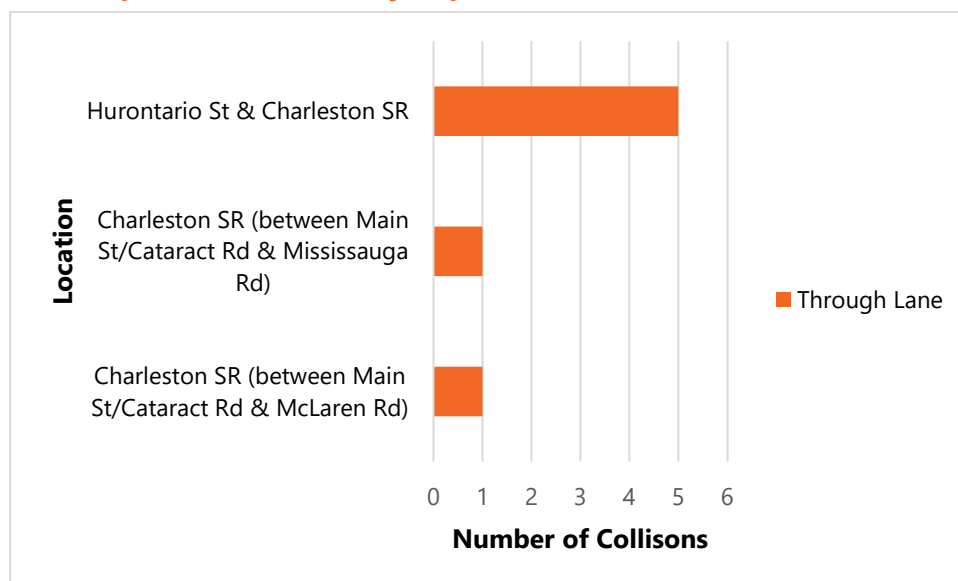 Hurontario St & Charleston SR
Charleston SR (between Main
St/Cataract Rd & Mississauga
Rd)
Charleston SR (between Main
St/Cataract Rd & McLaren Rd)
Location
Through Lane
0 1 2 3 4 5 6
Number of Collisons